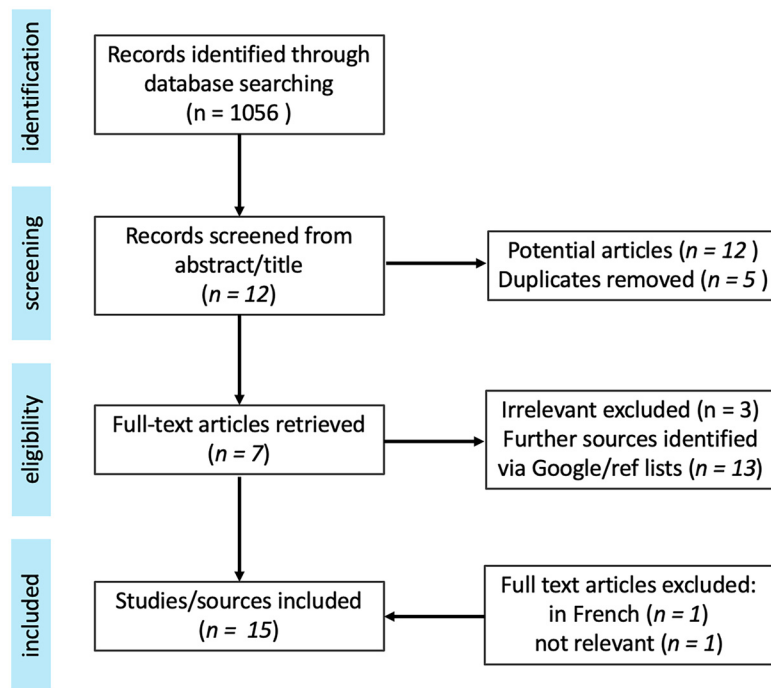 identification
Records identified through
database searching
(n = 1056 )
screening
Records screened from
abstract/title
(n = 12)
Potential articles (n = 12 )
Duplicates removed (n = 5 )
eligibility
Full-text articles retrieved
(n = 7)
Irrelevant excluded (n = 3)
Further sources identified
via Google/ref lists (n = 13)
included
Studies/sources included
(n = 15)
Full text articles excluded:
in French (n = 1)
not relevant (n = 1)